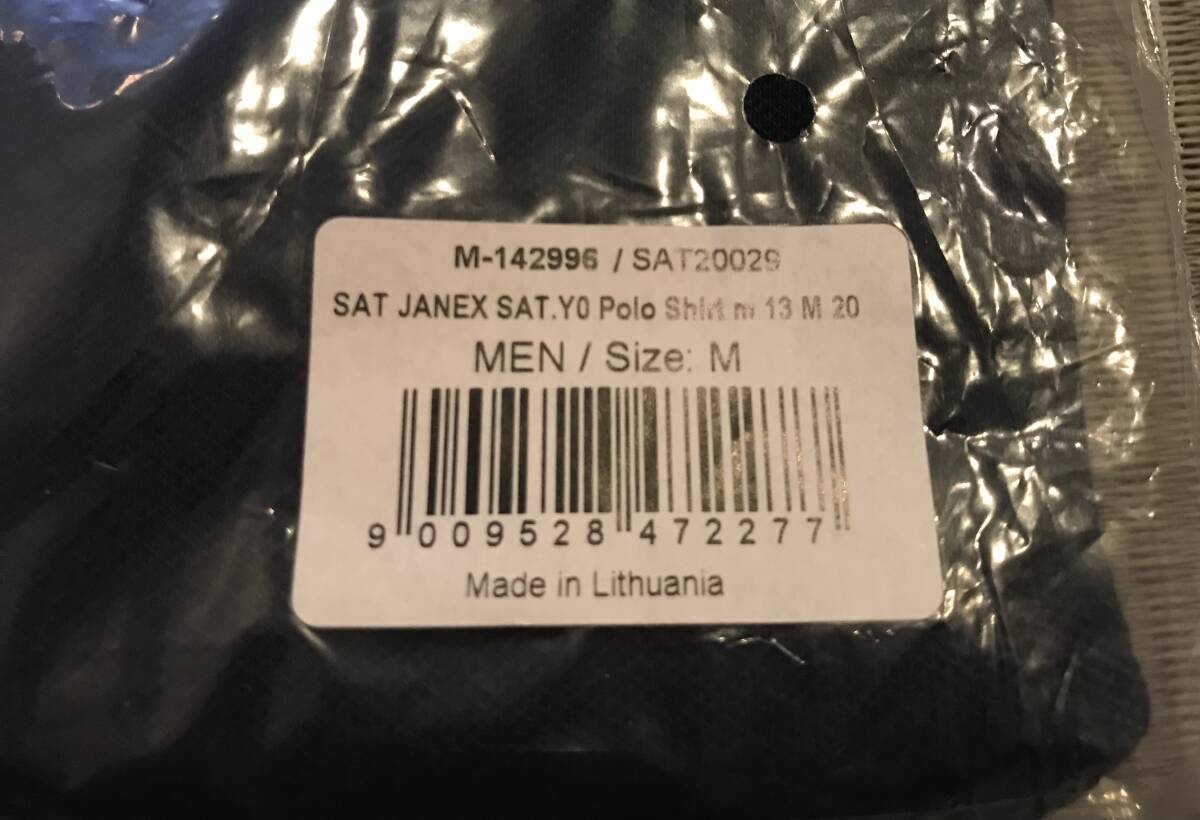 M-142996 / SAT20029
SAT JANEX SAT.Y0 Polo Shirt m 13 M 20
MEN / Size: M
9 009528 472277
Made in Lithuania